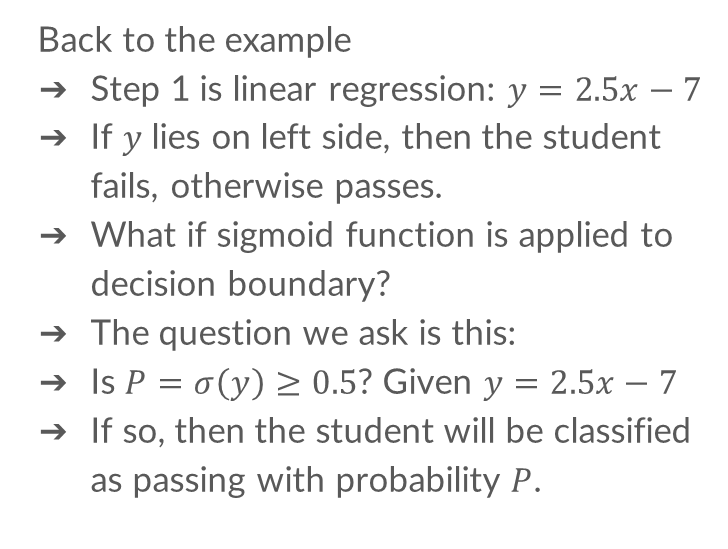 Back to the example
➔ Step 1 is linear regression: y = 2.5x − 7
➔ If y lies on left side, then the student
fails, otherwise passes.
➔ What if sigmoid function is applied to
decision boundary?
➔ The question we ask is this:
➔ Is P = σ(y) ≥ 0.5? Given y = 2.5x − 7
➔ If so, then the student will be classified
as passing with probability P.